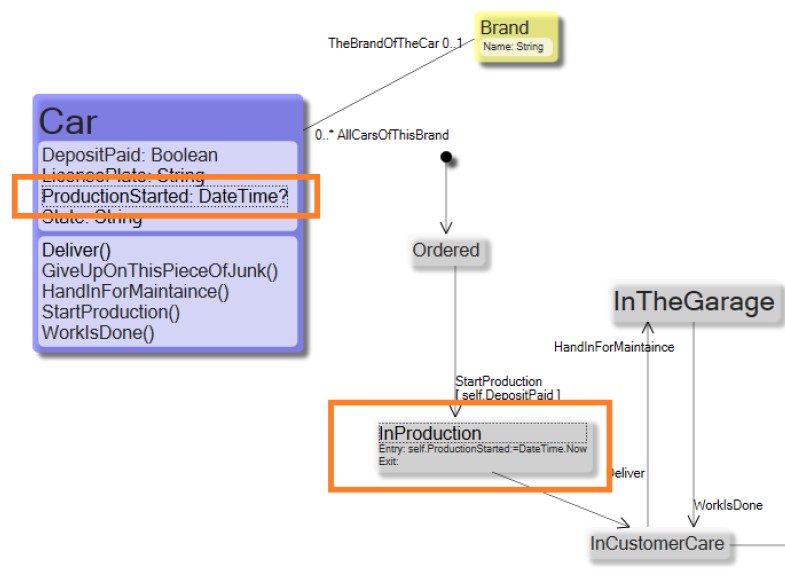 Brand
Name: String
TheBrandOfTheCar 0..1
Car
0..* AllCarsOfThisBrand
DepositPaid: Boolean
LicensePlate: String
ProductionStarted: DateTime?
State: String
Deliver()
GiveUpOnThisPieceOfJunk()
HandInForMaintaince()
StartProduction()
WorkIsDone()
Ordered
InTheGarage
HandInForMaintaince
StartProduction
[ self.DepositPaid ]
InProduction
Entry: self.ProductionStarted:=DateTime.Now
Exit:
Deliver
WorkIsDone
InCustomerCare